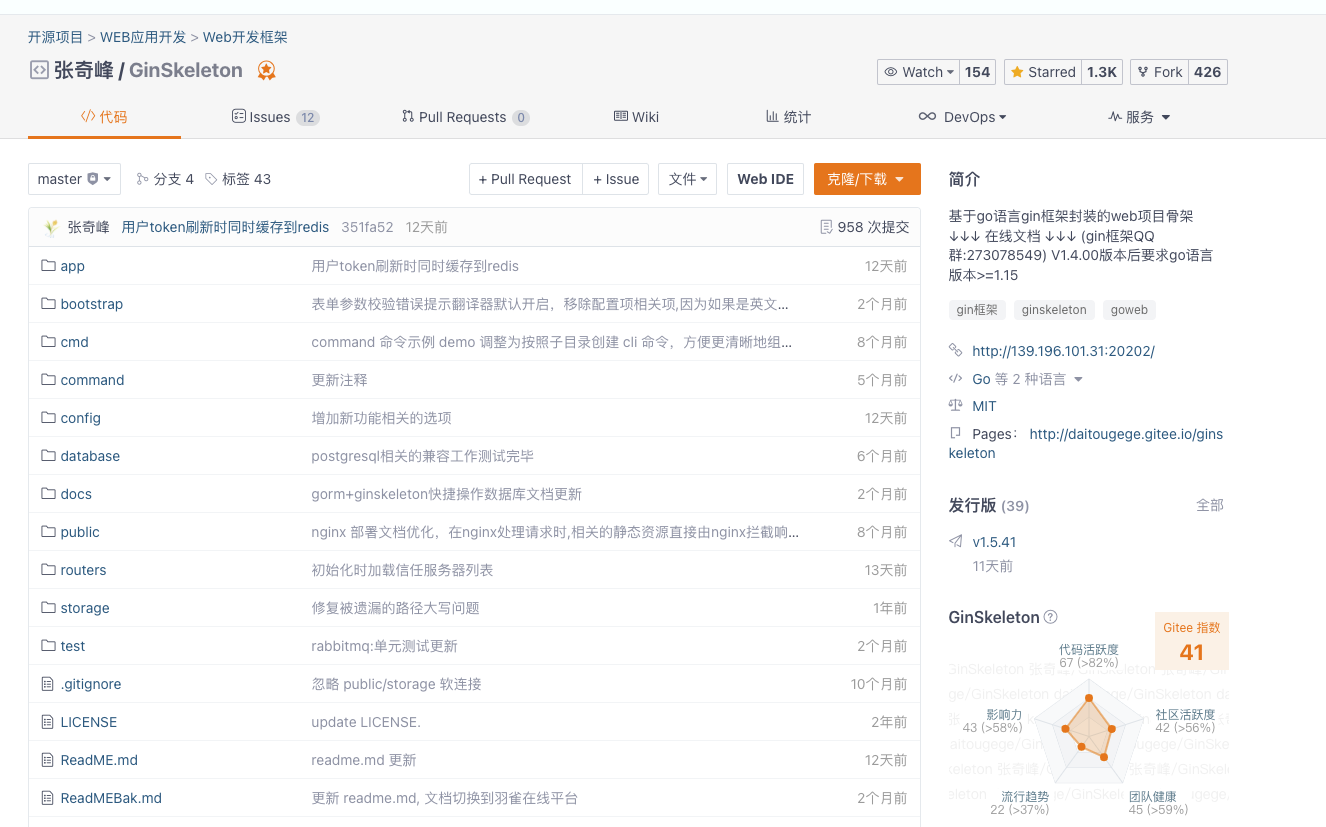 开源项目 > WEB应用开发 > Web开发框架
张奇峰 / GinSkeleton
Watch 154 Starred 1.3K Fork 426
代码 Issues 12 Pull Requests 0 Wiki 统计 DevOps 服务
master 分支 4 标签 43 + Pull Request + Issue 文件 Web IDE 克隆/下载
张奇峰 用户token刷新时同时缓存到redis 351fa52 12天前 958 次提交
app 用户token刷新时同时缓存到redis 12天前
bootstrap 表单参数校验错误提示翻译器默认开启，移除配置项相关项,因为如果是英文... 2个月前
cmd command 命令示例 demo 调整为按照子目录创建 cli 命令，方便更清晰地组... 8个月前
command 更新注释 5个月前
config 增加新功能相关的选项 12天前
database postgresql相关的兼容工作测试完毕 6个月前
docs gorm+ginskeleton快捷操作数据库文档更新 2个月前
public nginx 部署文档优化，在nginx处理请求时,相关的静态资源直接由nginx拦截响... 8个月前
routers 初始化时加载信任服务器列表 13天前
storage 修复被遗漏的路径大写问题 1年前
test rabbitmq:单元测试更新 2个月前
.gitignore 忽略 public/storage 软连接 10个月前
LICENSE update LICENSE. 2年前
ReadME.md readme.md 更新 12天前
ReadMEBak.md 更新 readme.md, 文档切换到羽雀在线平台 2个月前
简介
基于go语言gin框架封装的web项目骨架
↓↓↓ 在线文档 ↓↓↓ (gin框架QQ
群:273078549) V1.4.00版本后要求go语言
版本>=1.15
gin框架 ginskeleton goweb
http://139.196.101.31:20202/
Go 等 2 种语言
MIT
Pages： http://daitougege.gitee.io/gins
keleton
发行版 (39) 全部
v1.5.41
11天前
GinSkeleton
Gitee 指数
41
代码活跃度
67 (>82%)
影响力
43 (>58%)
社区活跃度
42 (>56%)
流行趋势
22 (>37%)
团队健康
45 (>59%)